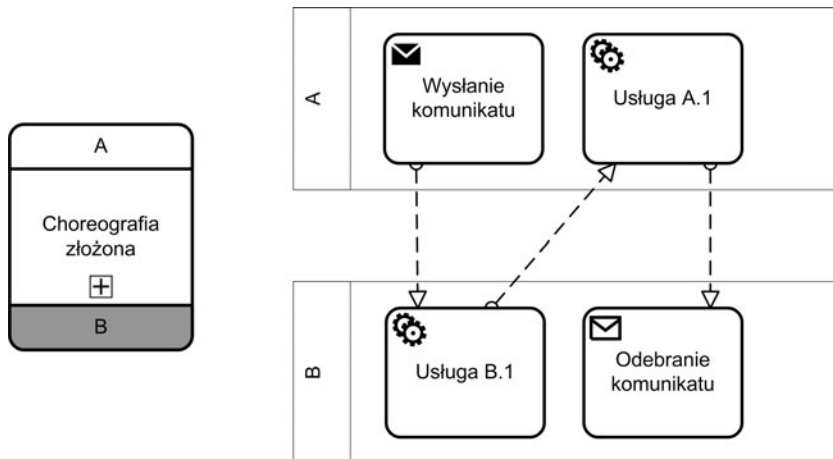 A
Choreografia
złożona
B
A
Wysłanie
komunikatu
Usługa A.1
B
Usługa B.1
Odebranie
komunikatu